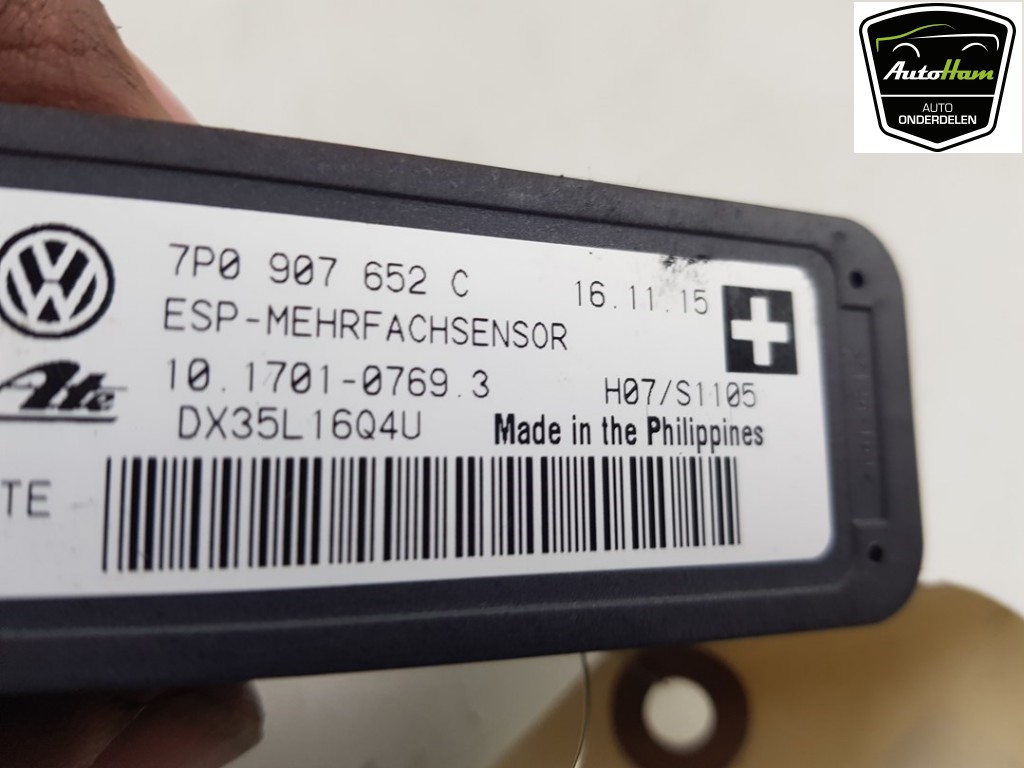 AutoHam
AUTO
ONDERDELEN
7P0 907 652 C
16.11.15
ESP-MEHRFACHSENSOR
Ate
10.1701-0769.3
H07/S1105
DX35L16Q4U
Made in the Philippines
TE